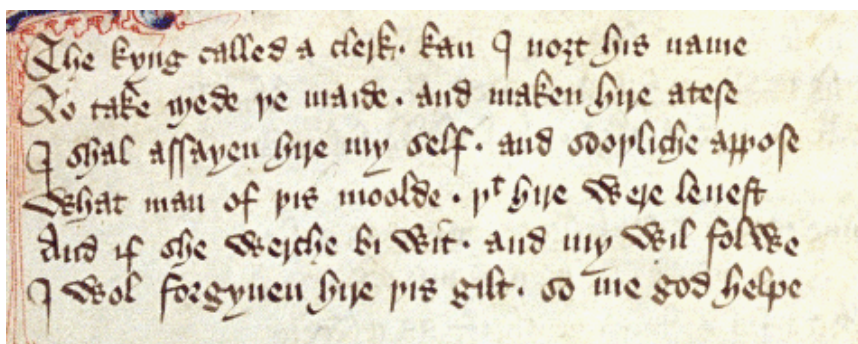 The kyng called a clerk· kan I noȝt his name
To take Mede þe maide· and maken hire atese
I shal assayen hire my self· and sooþliche appose
What man of þis moolde· þᵗ hire were leuest
And if she werche bi wit· and my wil folwe
I wol forgyuen hire þis gilt· so me god helpe